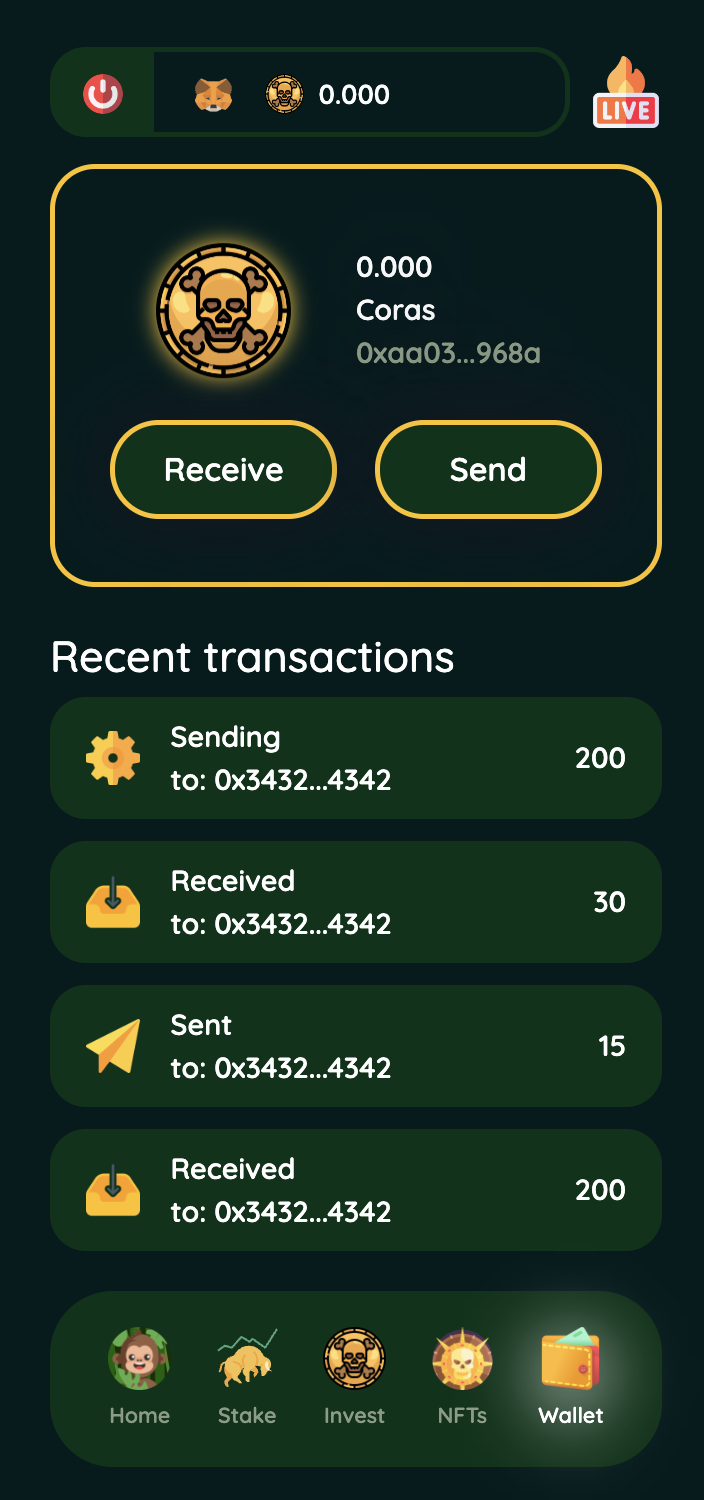 0.000
LIVE
0.000
Coras
0xaa03...968a
Receive
Send
Recent transactions
Sending
to: 0x3432...4342
200
Received
to: 0x3432...4342
30
Sent
to: 0x3432...4342
15
Received
to: 0x3432...4342
200
Home
Stake
Invest
NFTs
Wallet